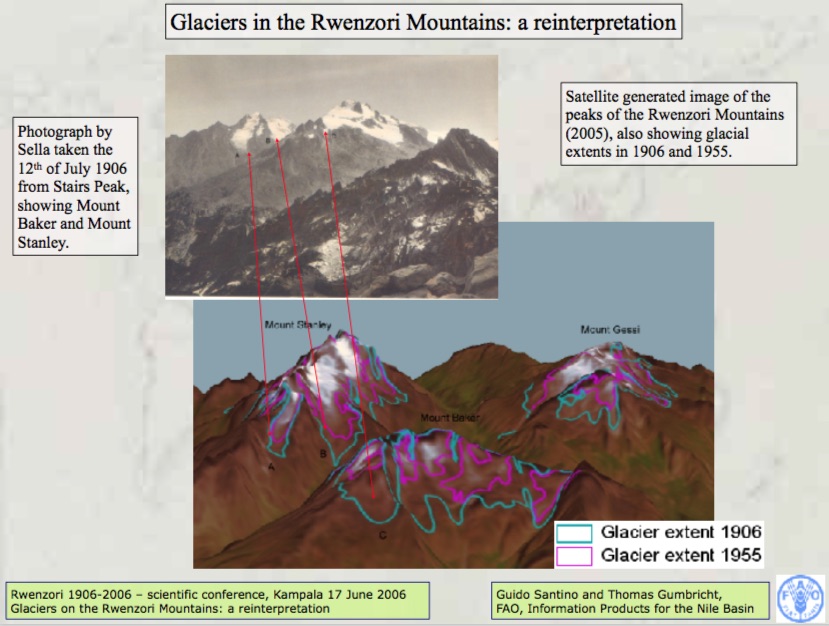 Glaciers in the Rwenzori Mountains: a reinterpretation
Photograph by
Sella taken the
12th of July 1906
from Stairs Peak,
showing Mount
Baker and Mount
Stanley.
Satellite generated image of the
peaks of the Rwenzori Mountains
(2005), also showing glacial
extents in 1906 and 1955.
A
B
Mount Stanley
Mount Gessi
Mount Baker
A
B
C
Glacier extent 1906
Glacier extent 1955
Rwenzori 1906-2006 – scientific conference, Kampala 17 June 2006
Glaciers on the Rwenzori Mountains: a reinterpretation
Guido Santino and Thomas Gumbricht,
FAO, Information Products for the Nile Basin
F A O
FIAT PANIS